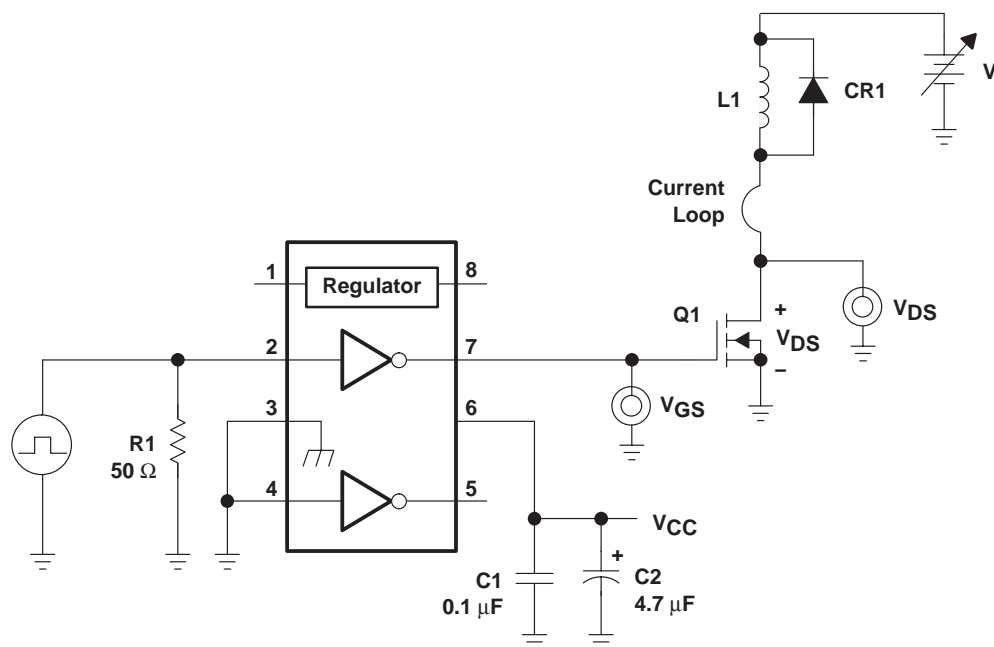 L1
CR1
V
Current
Loop
1
Regulator
8
Q1
+
VDS
–
VDS
2
7
3
6
VGS
R1
50 Ω
4
5
VCC
C1
0.1 µF
+
C2
4.7 µF